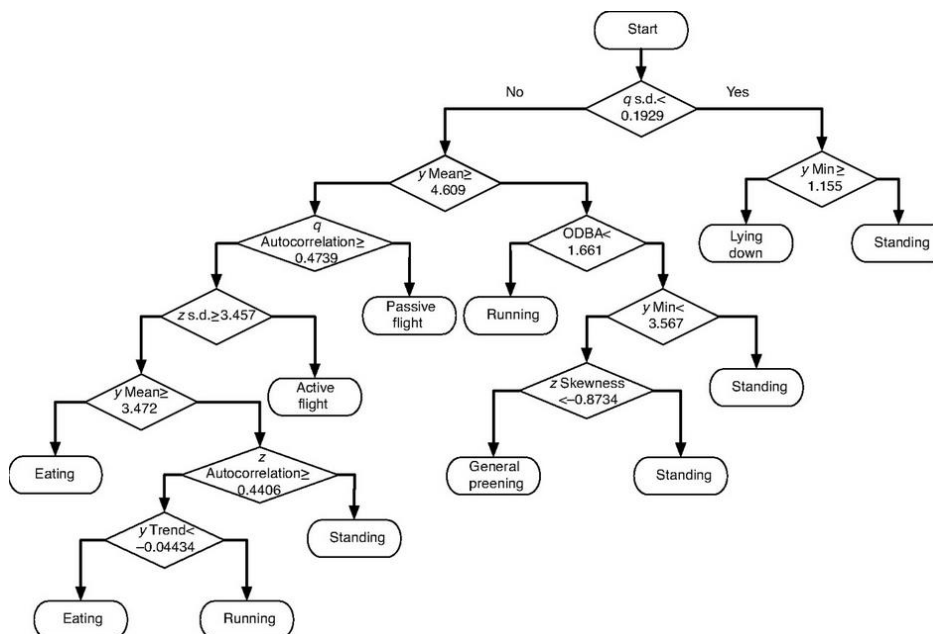 Start
No
Yes
q s.d.<
0.1929
y Mean≥
4.609
y Min≥
1.155
q
Autocorrelation≥
0.4739
ODBA<
1.661
Lying
down
Standing
z s.d.≥3.457
Passive
flight
Running
y Min<
3.567
y Mean≥
3.472
Active
flight
z Skewness
<–0.8734
Standing
Eating
z
Autocorrelation≥
0.4406
General
preening
Standing
y Trend<
–0.04434
Standing
Eating
Running